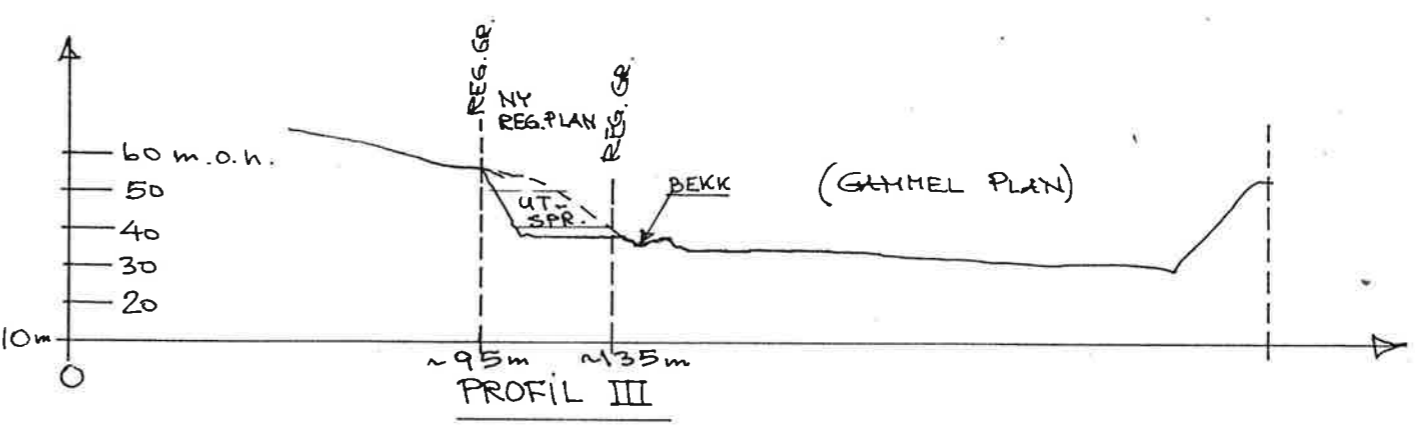 REG.GR.
NY
REG.PLAN
REG.GR.
60 m.o.h.
50
40
30
20
10m
0
UT-
SPR.
BEKK
(GAMMEL PLAN)
~95m
~135m
PROFIL III